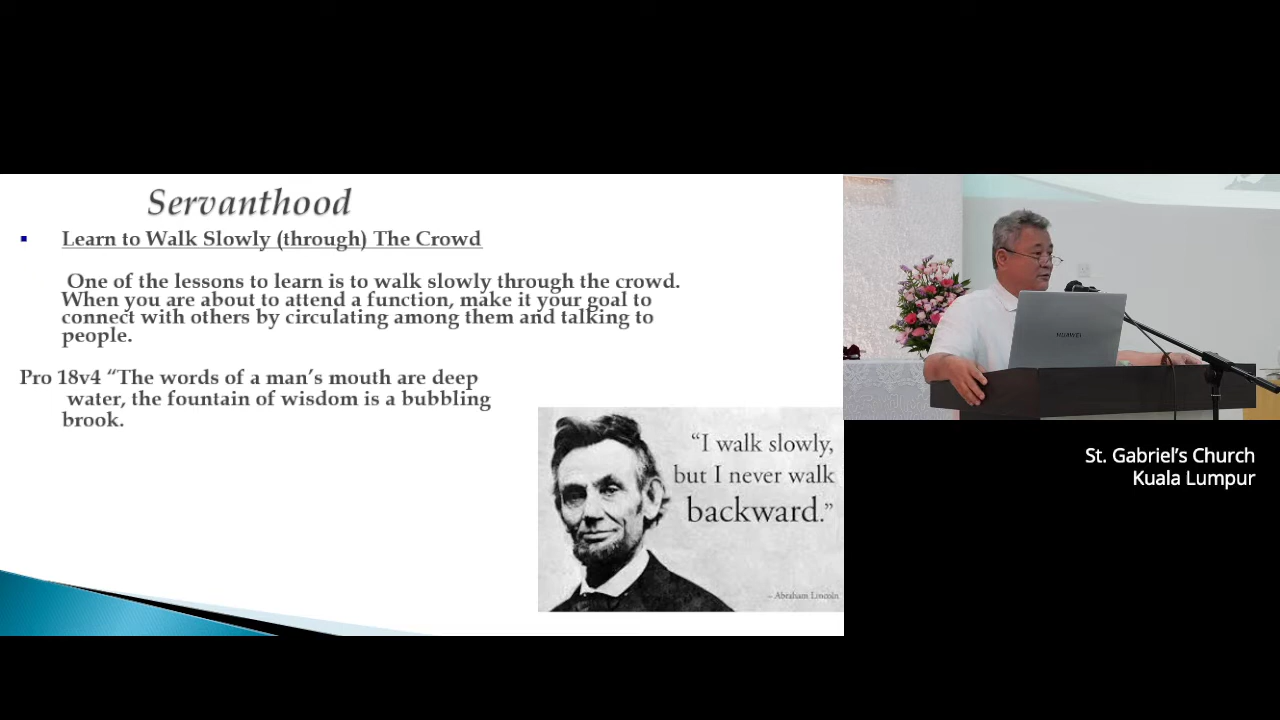 Servanthood
▪ Learn to Walk Slowly (through) The Crowd
One of the lessons to learn is to walk slowly through the crowd.
When you are about to attend a function, make it your goal to
connect with others by circulating among them and talking to
people.
Pro 18v4 “The words of a man’s mouth are deep
water, the fountain of wisdom is a bubbling
brook.
“I walk slowly,
but I never walk
backward.”
– Abraham Lincoln
St. Gabriel’s Church
Kuala Lumpur